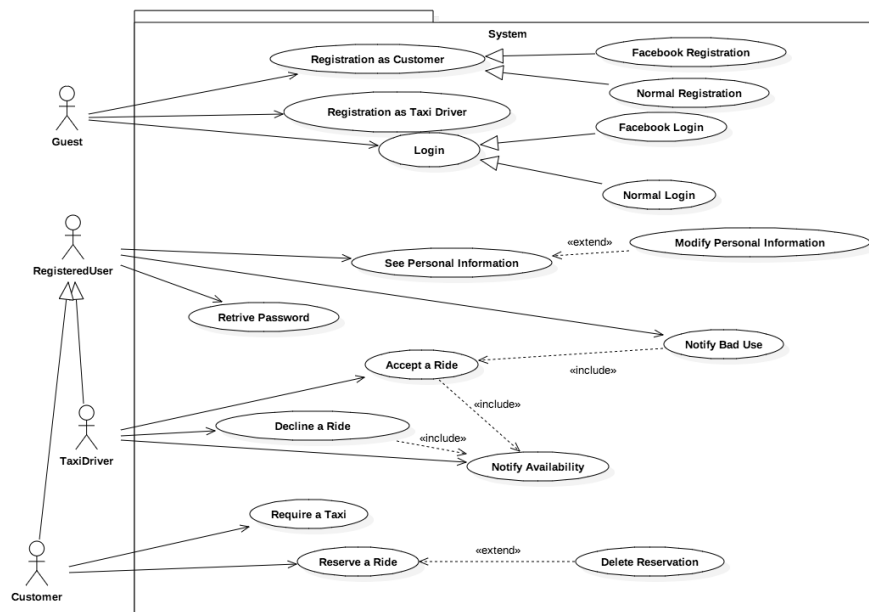 System
Registration as Customer
Facebook Registration
Normal Registration
Registration as Taxi Driver
Facebook Login
Guest
Login
Normal Login
«extend»
Modify Personal Information
See Personal Information
RegisteredUser
Retrive Password
Notify Bad Use
Accept a Ride
«include»
«include»
Decline a Ride
«include»
TaxiDriver
Notify Availability
Require a Taxi
«extend»
Reserve a Ride
Delete Reservation
Customer